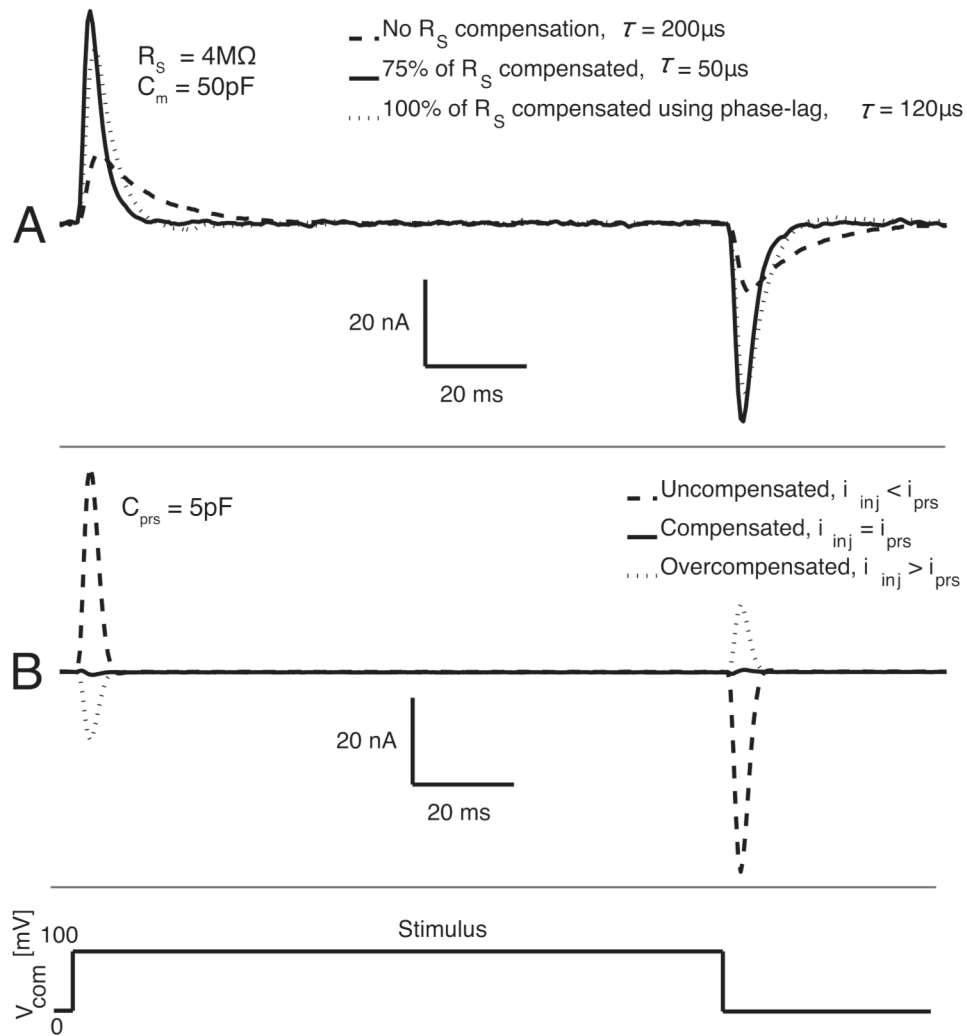 R_S = 4MΩ
C_m = 50pF
No R_S compensation, τ = 200µs
75% of R_S compensated, τ = 50µs
100% of R_S compensated using phase-lag, τ = 120µs
A
20 nA
20 ms
C_prs = 5pF
Uncompensated, i_inj < i_prs
Compensated, i_inj = i_prs
Overcompensated, i_inj > i_prs
B
20 nA
20 ms
V_com [mV]
100
0
Stimulus